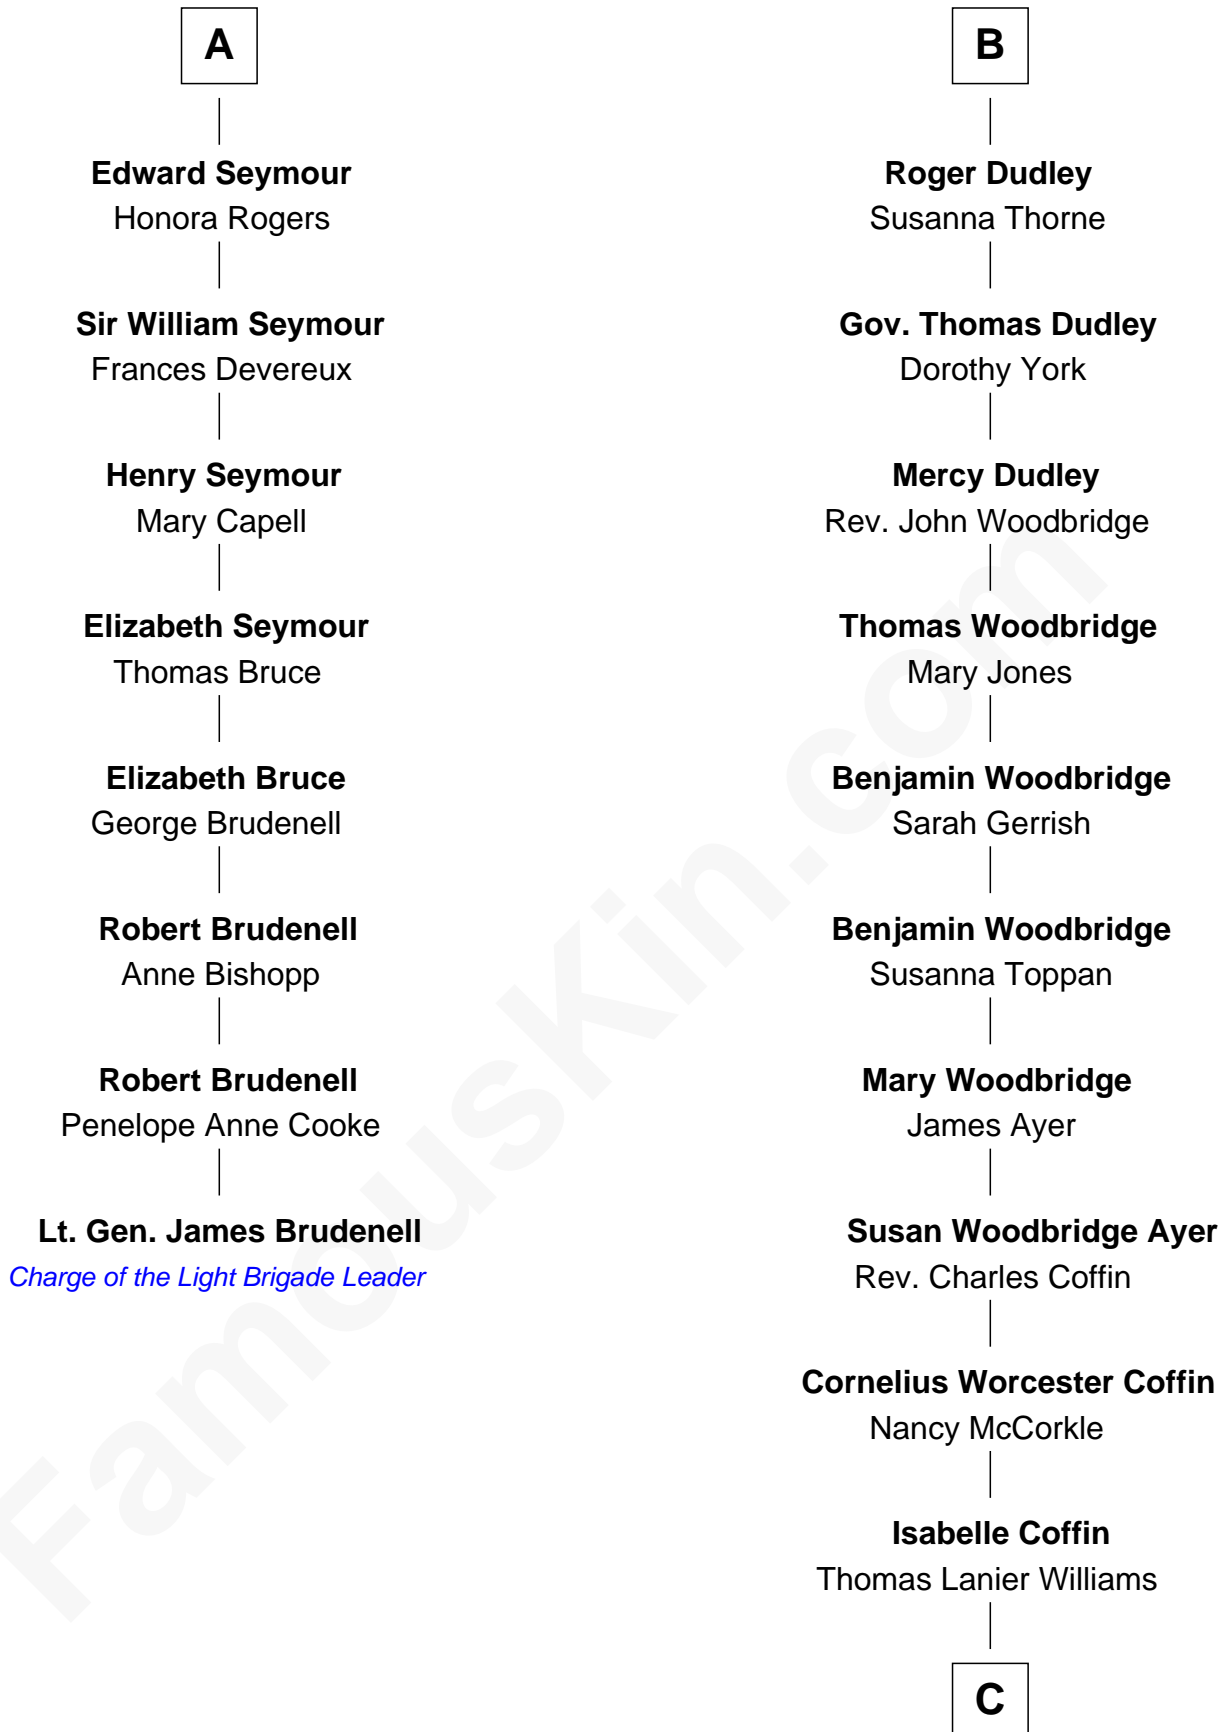 A
Edward Seymour
Honora Rogers
Sir William Seymour
Frances Devereux
Henry Seymour
Mary Capell
Elizabeth Seymour
Thomas Bruce
Elizabeth Bruce
George Brudenell
Robert Brudenell
Anne Bishopp
Robert Brudenell
Penelope Anne Cooke
Lt. Gen. James Brudenell
Charge of the Light Brigade Leader
B
Roger Dudley
Susanna Thorne
Gov. Thomas Dudley
Dorothy York
Mercy Dudley
Rev. John Woodbridge
Thomas Woodbridge
Mary Jones
Benjamin Woodbridge
Sarah Gerrish
Benjamin Woodbridge
Susanna Toppan
Mary Woodbridge
James Ayer
Susan Woodbridge Ayer
Rev. Charles Coffin
Cornelius Worcester Coffin
Nancy McCorkle
Isabelle Coffin
Thomas Lanier Williams
C
FamousKin.com